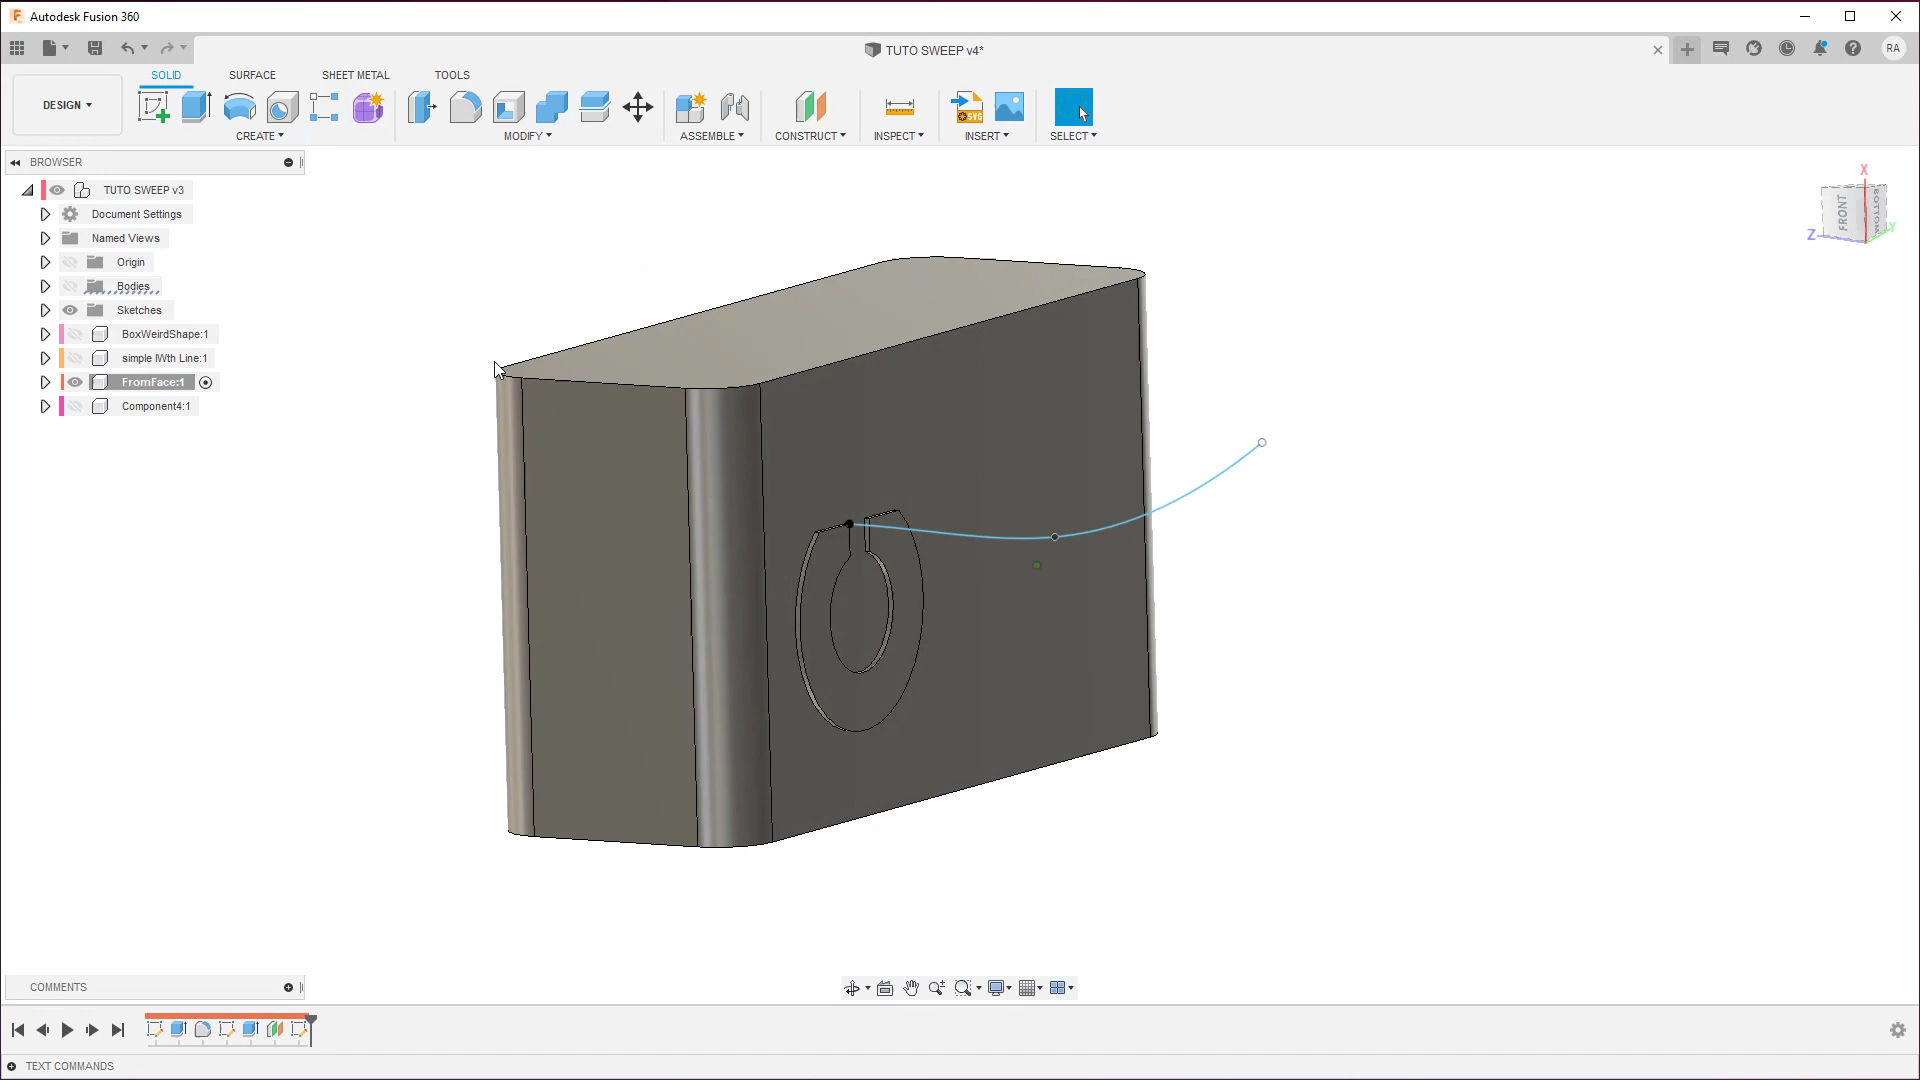 Autodesk Fusion 360
TUTO SWEEP v4*
RA
DESIGN
SOLID
SURFACE
SHEET METAL
TOOLS
CREATE
MODIFY
ASSEMBLE
CONSTRUCT
INSPECT
INSERT
SELECT
SVG
BROWSER
TUTO SWEEP v3
Document Settings
Named Views
Origin
Bodies
Sketches
BoxWeirdShape:1
simple lWth Line:1
FromFace:1
Component4:1
X
FRONT
BOTTOM
Z
Y
COMMENTS
TEXT COMMANDS